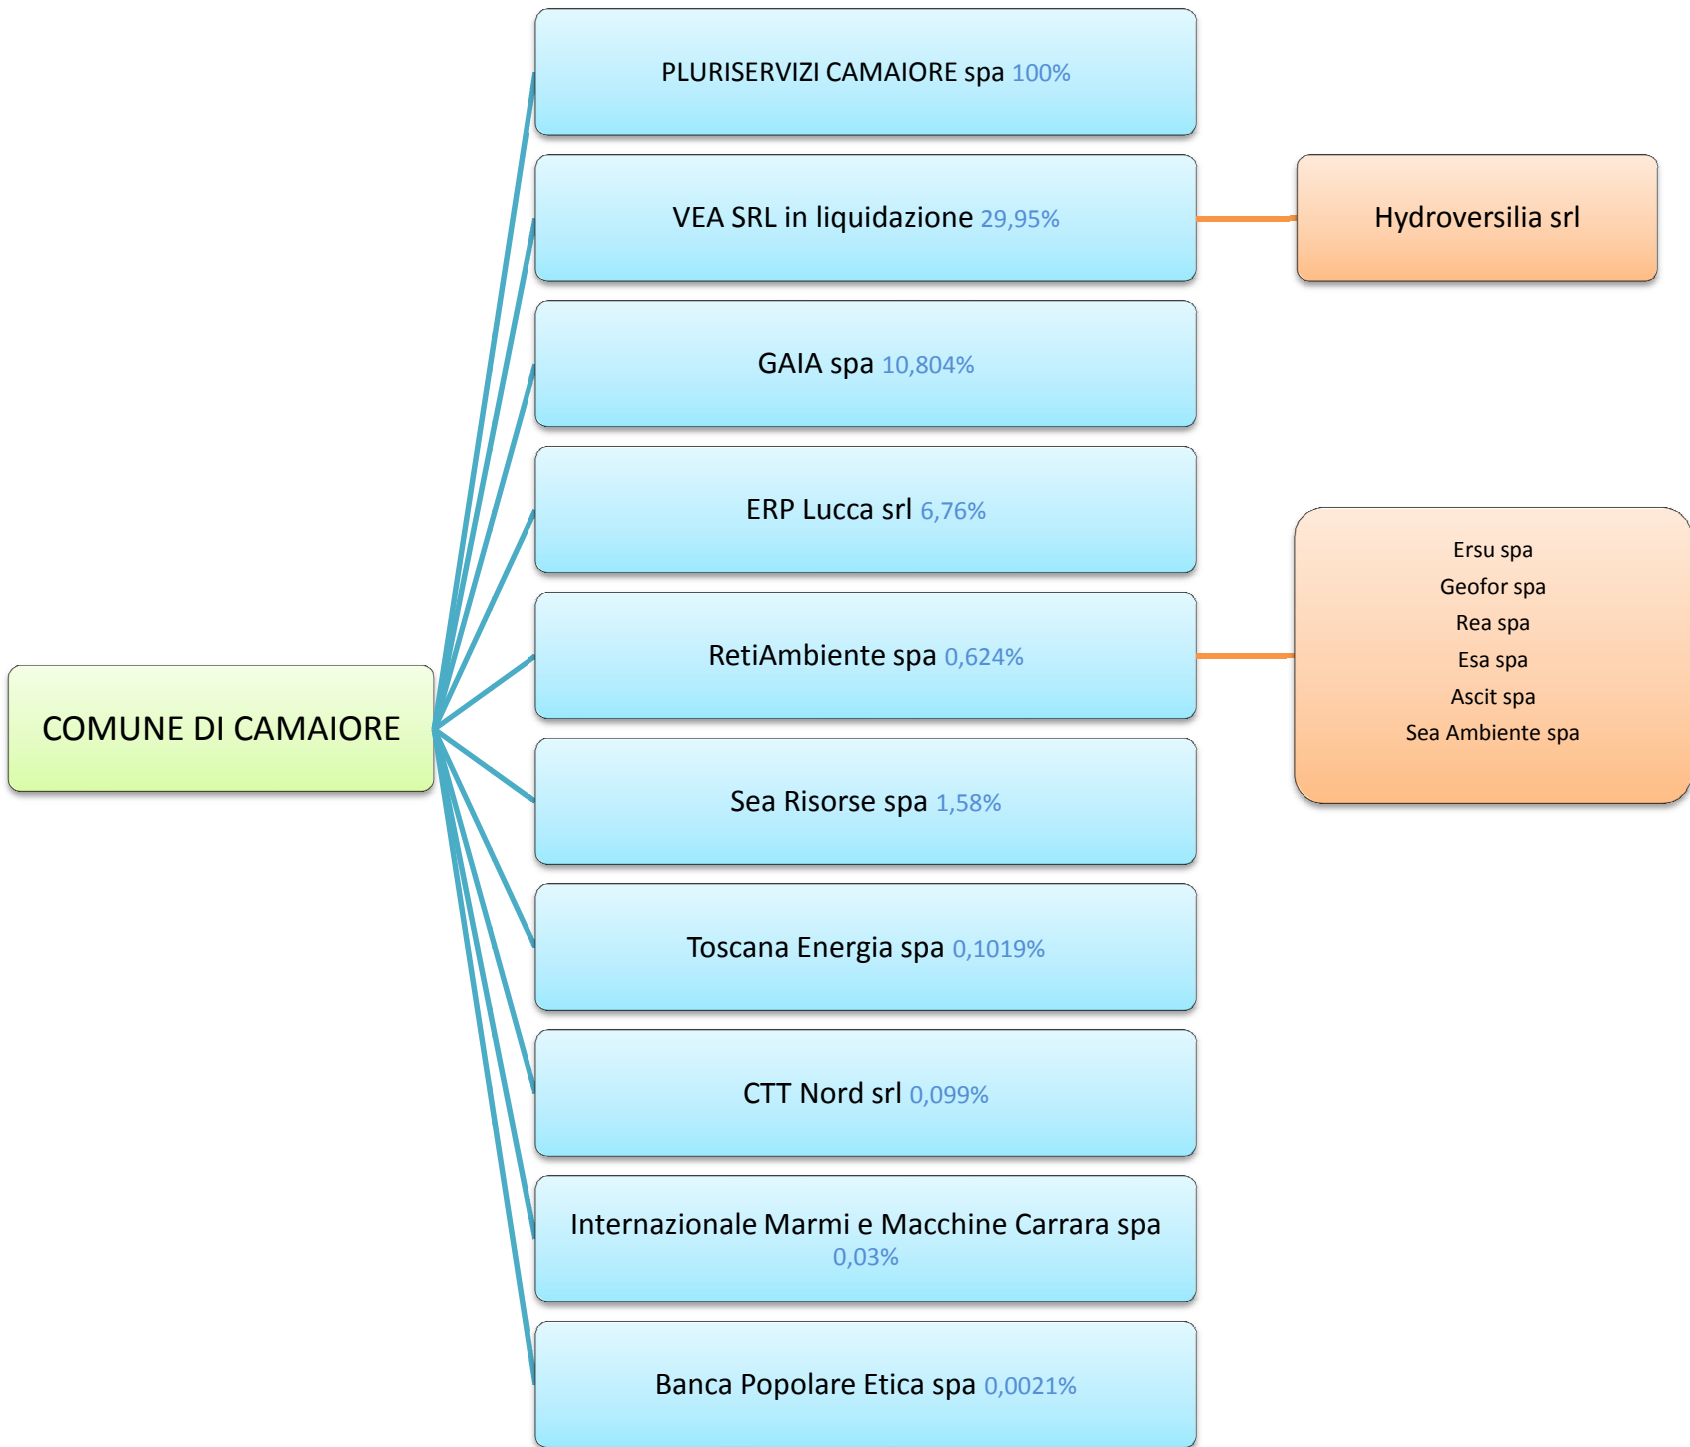 COMUNE DI CAMAIORE
PLURISERVIZI CAMAIORE spa 100%
VEA SRL in liquidazione 29,95%
Hydroversilia srl
GAIA spa 10,804%
ERP Lucca srl 6,76%
RetiAmbiente spa 0,624%
Ersu spa
Geofor spa
Rea spa
Esa spa
Ascit spa
Sea Ambiente spa
Sea Risorse spa 1,58%
Toscana Energia spa 0,1019%
CTT Nord srl 0,099%
Internazionale Marmi e Macchine Carrara spa
0,03%
Banca Popolare Etica spa 0,0021%